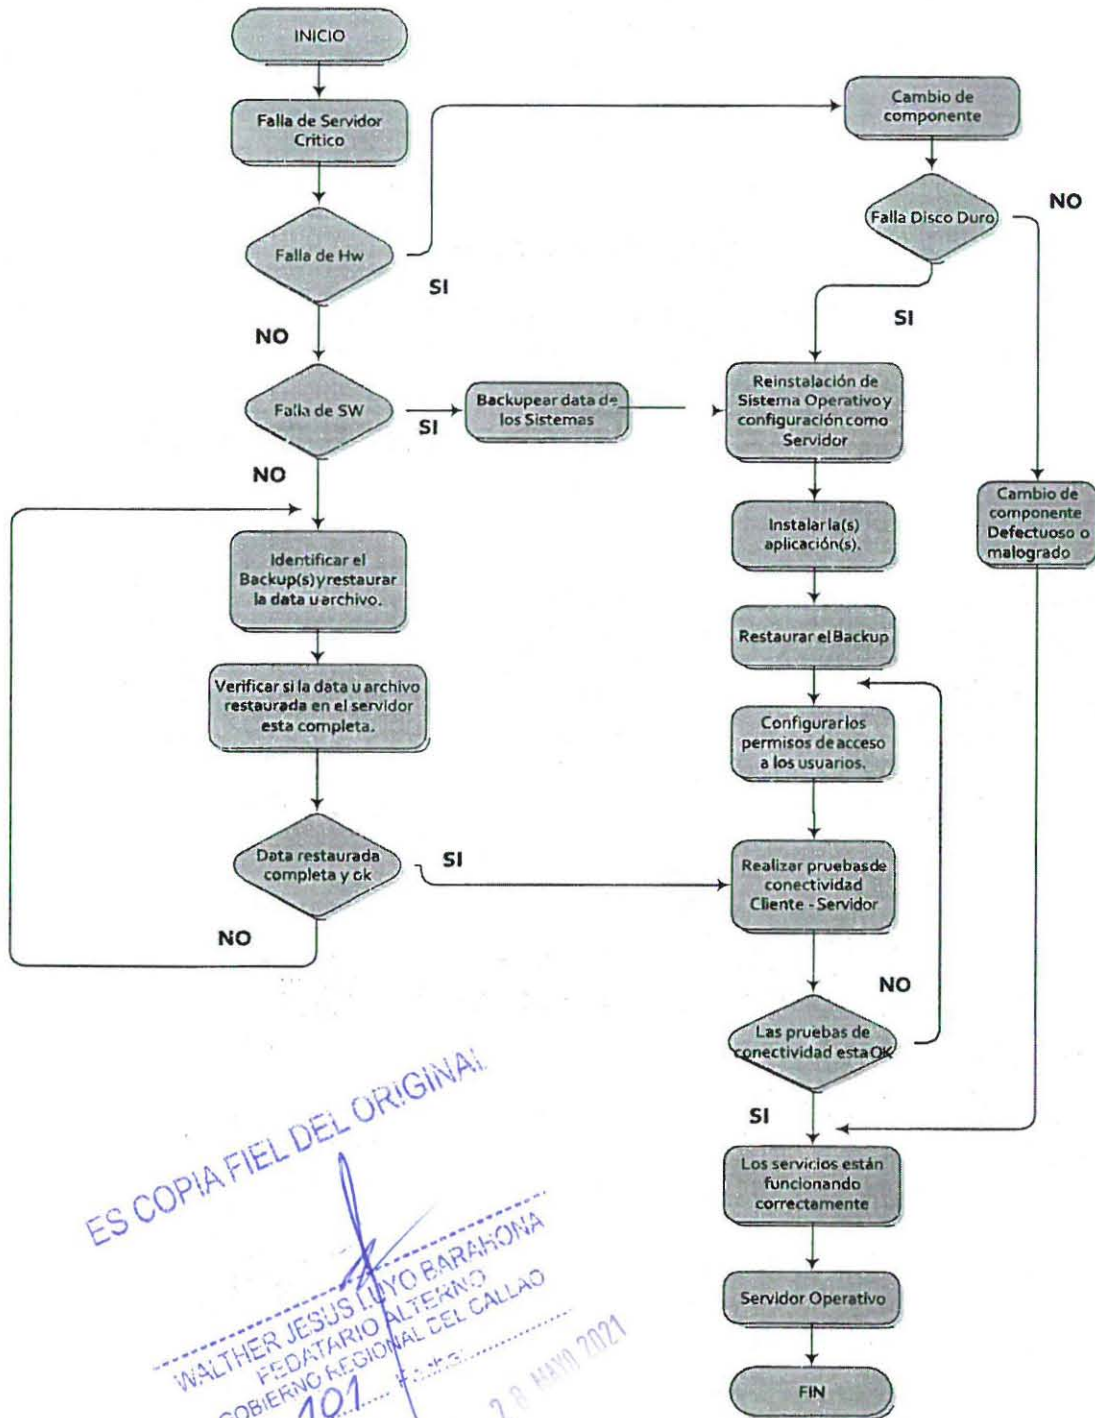 INICIO
Falla de Servidor
Critico
Falla de Hw
SI
NO
Falla de SW
SI
NO
Backupear data de
los Sistemas
Identificar el
Backup(s) y restaurar
la data u archivo.
Verificar si la data u archivo
restaurada en el servidor
esta completa.
Data restaurada
completa y ok
SI
NO
Cambio de
componente
Falla Disco Duro
NO
SI
Reinstalación de
Sistema Operativo y
configuración como
Servidor
Cambio de
componente
Defectuoso o
malogrado
Instalar la(s)
aplicación(s).
Restaurar el Backup
Configurar los
permisos de acceso
a los usuarios.
Realizar pruebas de
conectividad
Cliente - Servidor
NO
Las pruebas de
conectividad esta OK
SI
Los servicios están
funcionando
correctamente
Servidor Operativo
FIN
ES COPIA FIEL DEL ORIGINAL
WALTHER JESUS LUYO BARAHONA
FEDATARIO ALTERNO
GOBIERNO REGIONAL DEL CALLAO
101
28 MAYO 2021